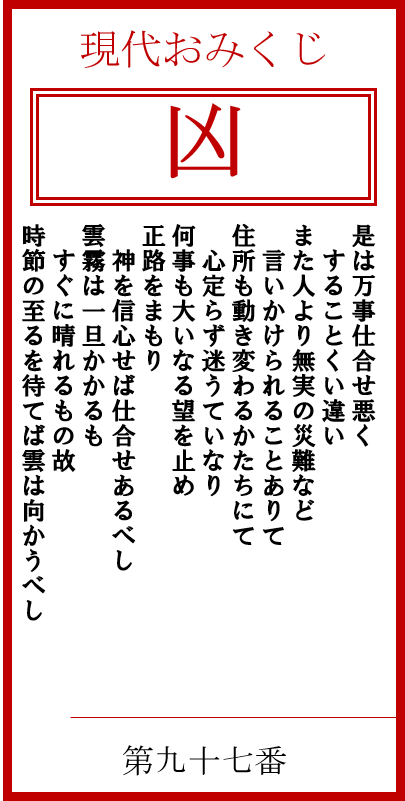 現代おみくじ
凶
是は万事仕合せ悪く
することくい違い
また人より無実の災難など
言いかけられることありて
住所も動き変わるかたちにて
心定らず迷うていなり
何事も大いなる望を止め
正路をまもり
神を信心せば仕合せあるべし
雲霧は一旦かかるも
すぐに晴れるもの故
時節の至るを待てば雲は向かうべし
第九十七番